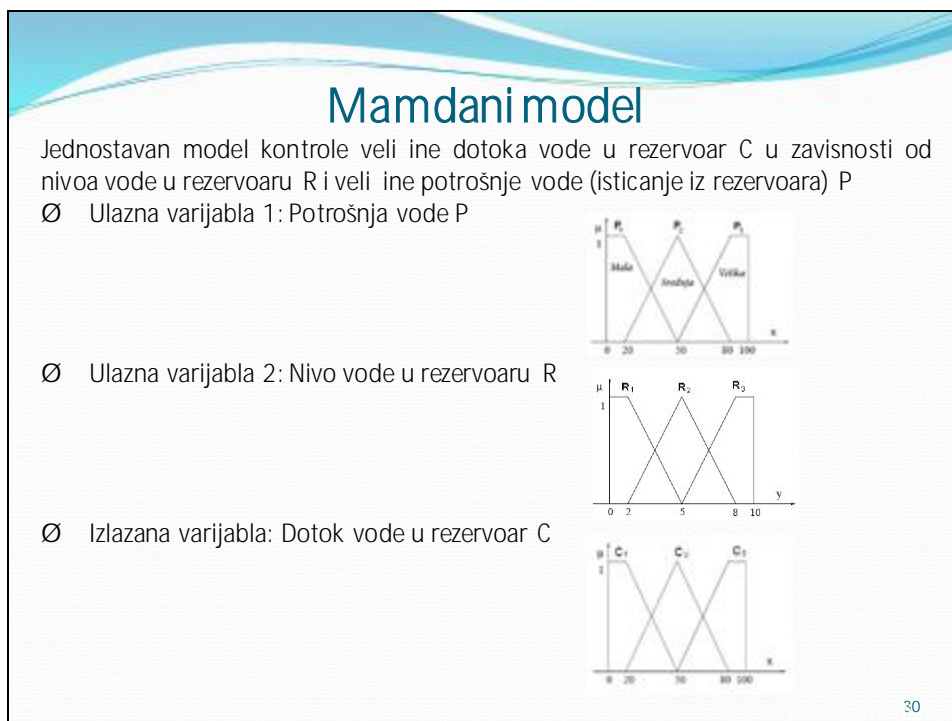 Mamdani model
Jednostavan model kontrole veli ine dotoka vode u rezervoar C u zavisnosti od
nivoa vode u rezervoaru R i veli ine potrošnje vode (isticanje iz rezervoara) P
Ø Ulazna varijabla 1: Potrošnja vode P
μ P₁ P₂ P₃
1
Mala Srednja Velika
x
0 20 50 80 100
Ø Ulazna varijabla 2: Nivo vode u rezervoaru R
μ R₁ R₂ R₃
1
y
0 2 5 8 10
Ø Izlazana varijabla: Dotok vode u rezervoar C
μ C₁ C₂ C₃
1
x
0 20 50 80 100
30